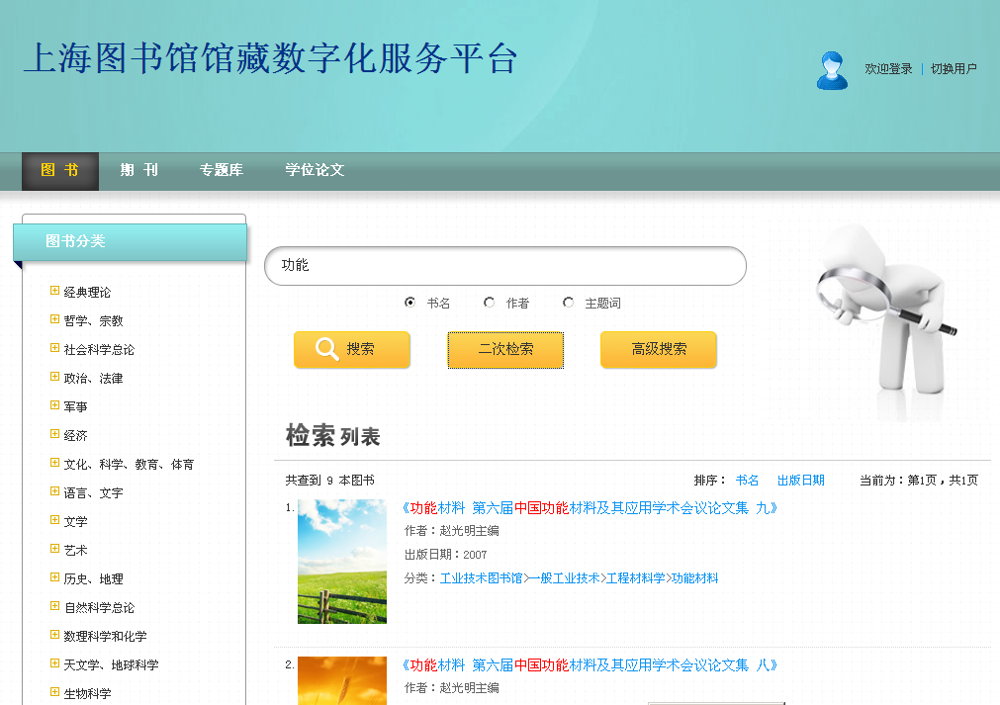 上海图书馆馆藏数字化服务平台
欢迎登录 | 切换用户
图 书 期 刊 专题库 学位论文
图书分类
经典理论
哲学、宗教
社会科学总论
政治、法律
军事
经济
文化、科学、教育、体育
语言、文字
文学
艺术
历史、地理
自然科学总论
数理科学和化学
天文学、地球科学
生物科学
功能
书名 作者 主题词
搜索 二次检索 高级搜索
检索列表
共查到 9 本图书 排序： 书名 出版日期 当前为：第1页，共1页
1. 《功能材料 第六届中国功能材料及其应用学术会议论文集 九》
作者：赵光明主编
出版日期：2007
分类：工业技术图书馆>一般工业技术>工程材料学>功能材料
2. 《功能材料 第六届中国功能材料及其应用学术会议论文集 八》
作者：赵光明主编